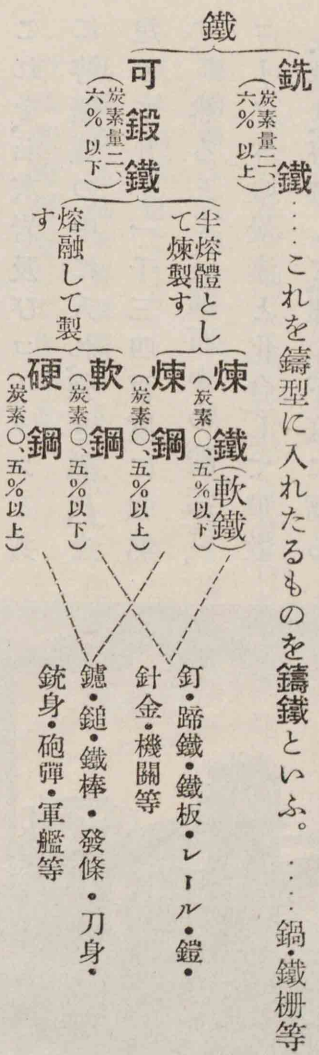 鐵
銑鐵(炭素量二、六%以上)‥‥これを鑄型に入れたるものを鑄鐵といふ。‥‥鍋・鐵柵等
可鍛鐵(炭素量二、六%以下)
半熔體として煉製す
煉鐵(軟鐵)(炭素〇、五%以下)
煉鋼(炭素〇、五%以上)
熔融して製す
軟鋼(炭素〇、五%以下)
硬鋼(炭素〇、五%以上)
釘・蹄鐵・鐵板・レール・鎧・
針金・機關等
鑢・鎚・鐵棒・發條・刀身・
銃身・砲彈・軍艦等